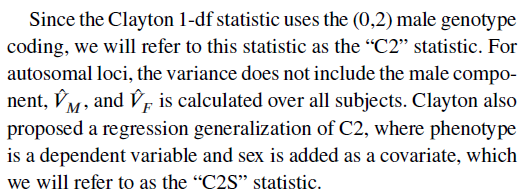 Since the Clayton 1-df statistic uses the (0,2) male genotype
coding, we will refer to this statistic as the “C2” statistic. For
autosomal loci, the variance does not include the male compo-
nent, V̂_M, and V̂_F is calculated over all subjects. Clayton also
proposed a regression generalization of C2, where phenotype
is a dependent variable and sex is added as a covariate, which
we will refer to as the “C2S” statistic.